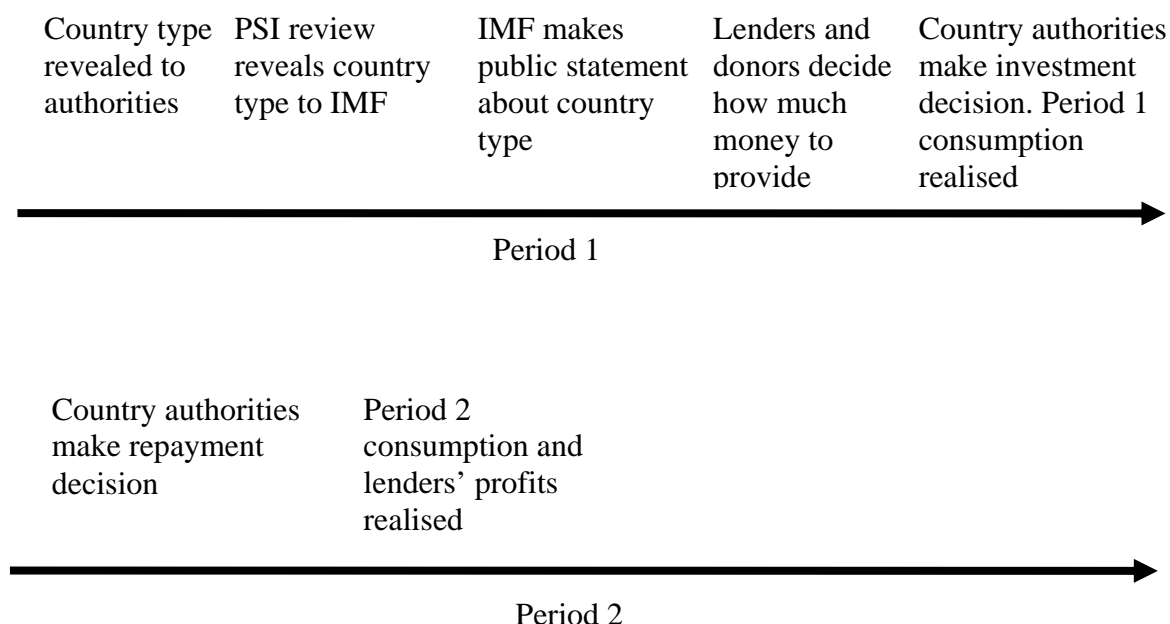 Country type
revealed to
authorities
PSI review
reveals country
type to IMF
IMF makes
public statement
about country
type
Lenders and
donors decide
how much
money to
provide
Country authorities
make investment
decision. Period 1
consumption
realised
Period 1
Country authorities
make repayment
decision
Period 2
consumption and
lenders’ profits
realised
Period 2